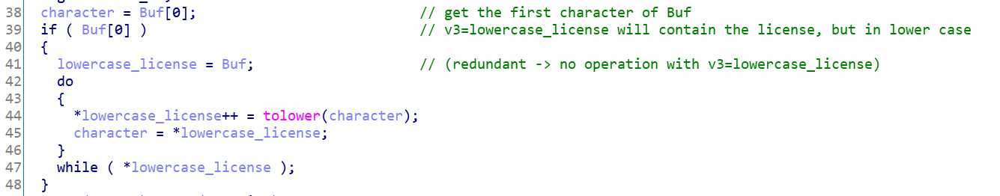 38 character = Buf[0]; // get the first character of Buf
39 if ( Buf[0] ) // v3=lowercase_license will contain the license, but in lower case
40 {
41 lowercase_license = Buf; // (redundant -> no operation with v3=lowercase_license)
42 do
43 {
44 *lowercase_license++ = tolower(character);
45 character = *lowercase_license;
46 }
47 while ( *lowercase_license );
48 }